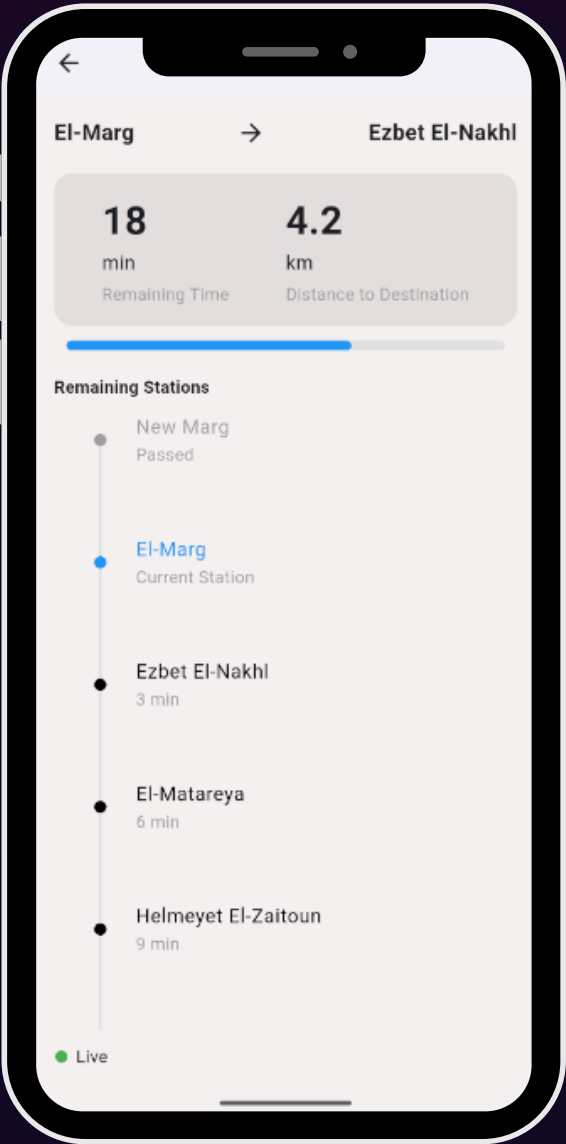 El-Marg → Ezbet El-Nakhl
18 4.2
min km
Remaining Time Distance to Destination
Remaining Stations
New Marg
Passed
El-Marg
Current Station
Ezbet El-Nakhl
3 min
El-Matareya
6 min
Helmeyet El-Zaitoun
9 min
Live